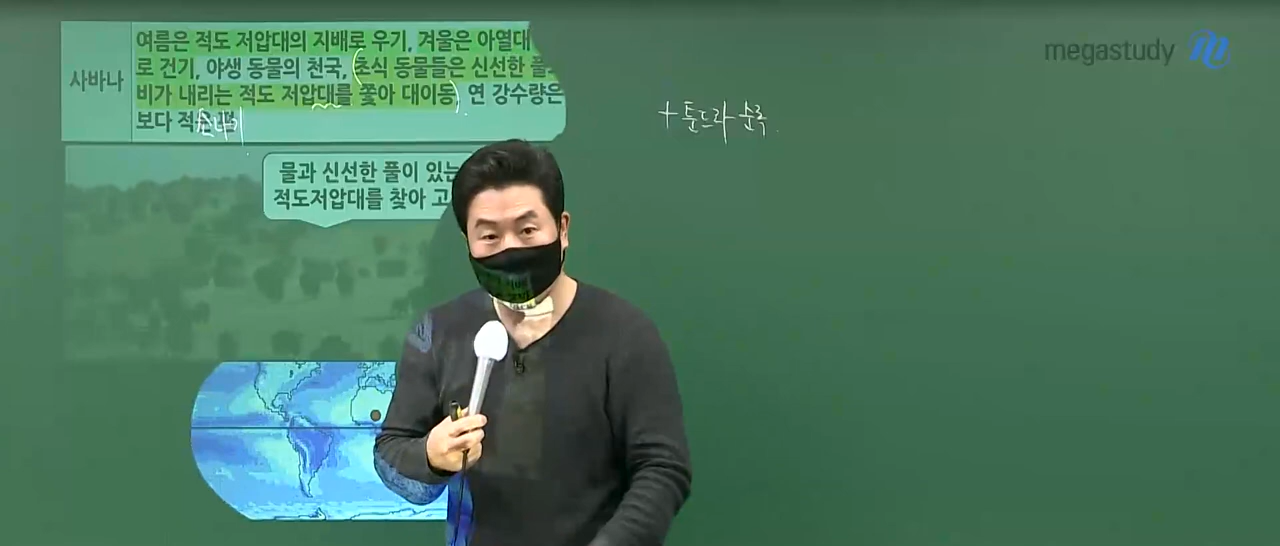 사바나
여름은 적도 저압대의 지배로 우기, 겨울은 아열대
로 건기, 야생 동물의 천국, (초식 동물들은 신선한 풀
비가 내리는 적도 저압대를 쫓아 대이동). 연 강수량은
보다 적
megastudy
+ 툰드라 순록.
물과 신선한 풀이 있는
적도저압대를 찾아 고